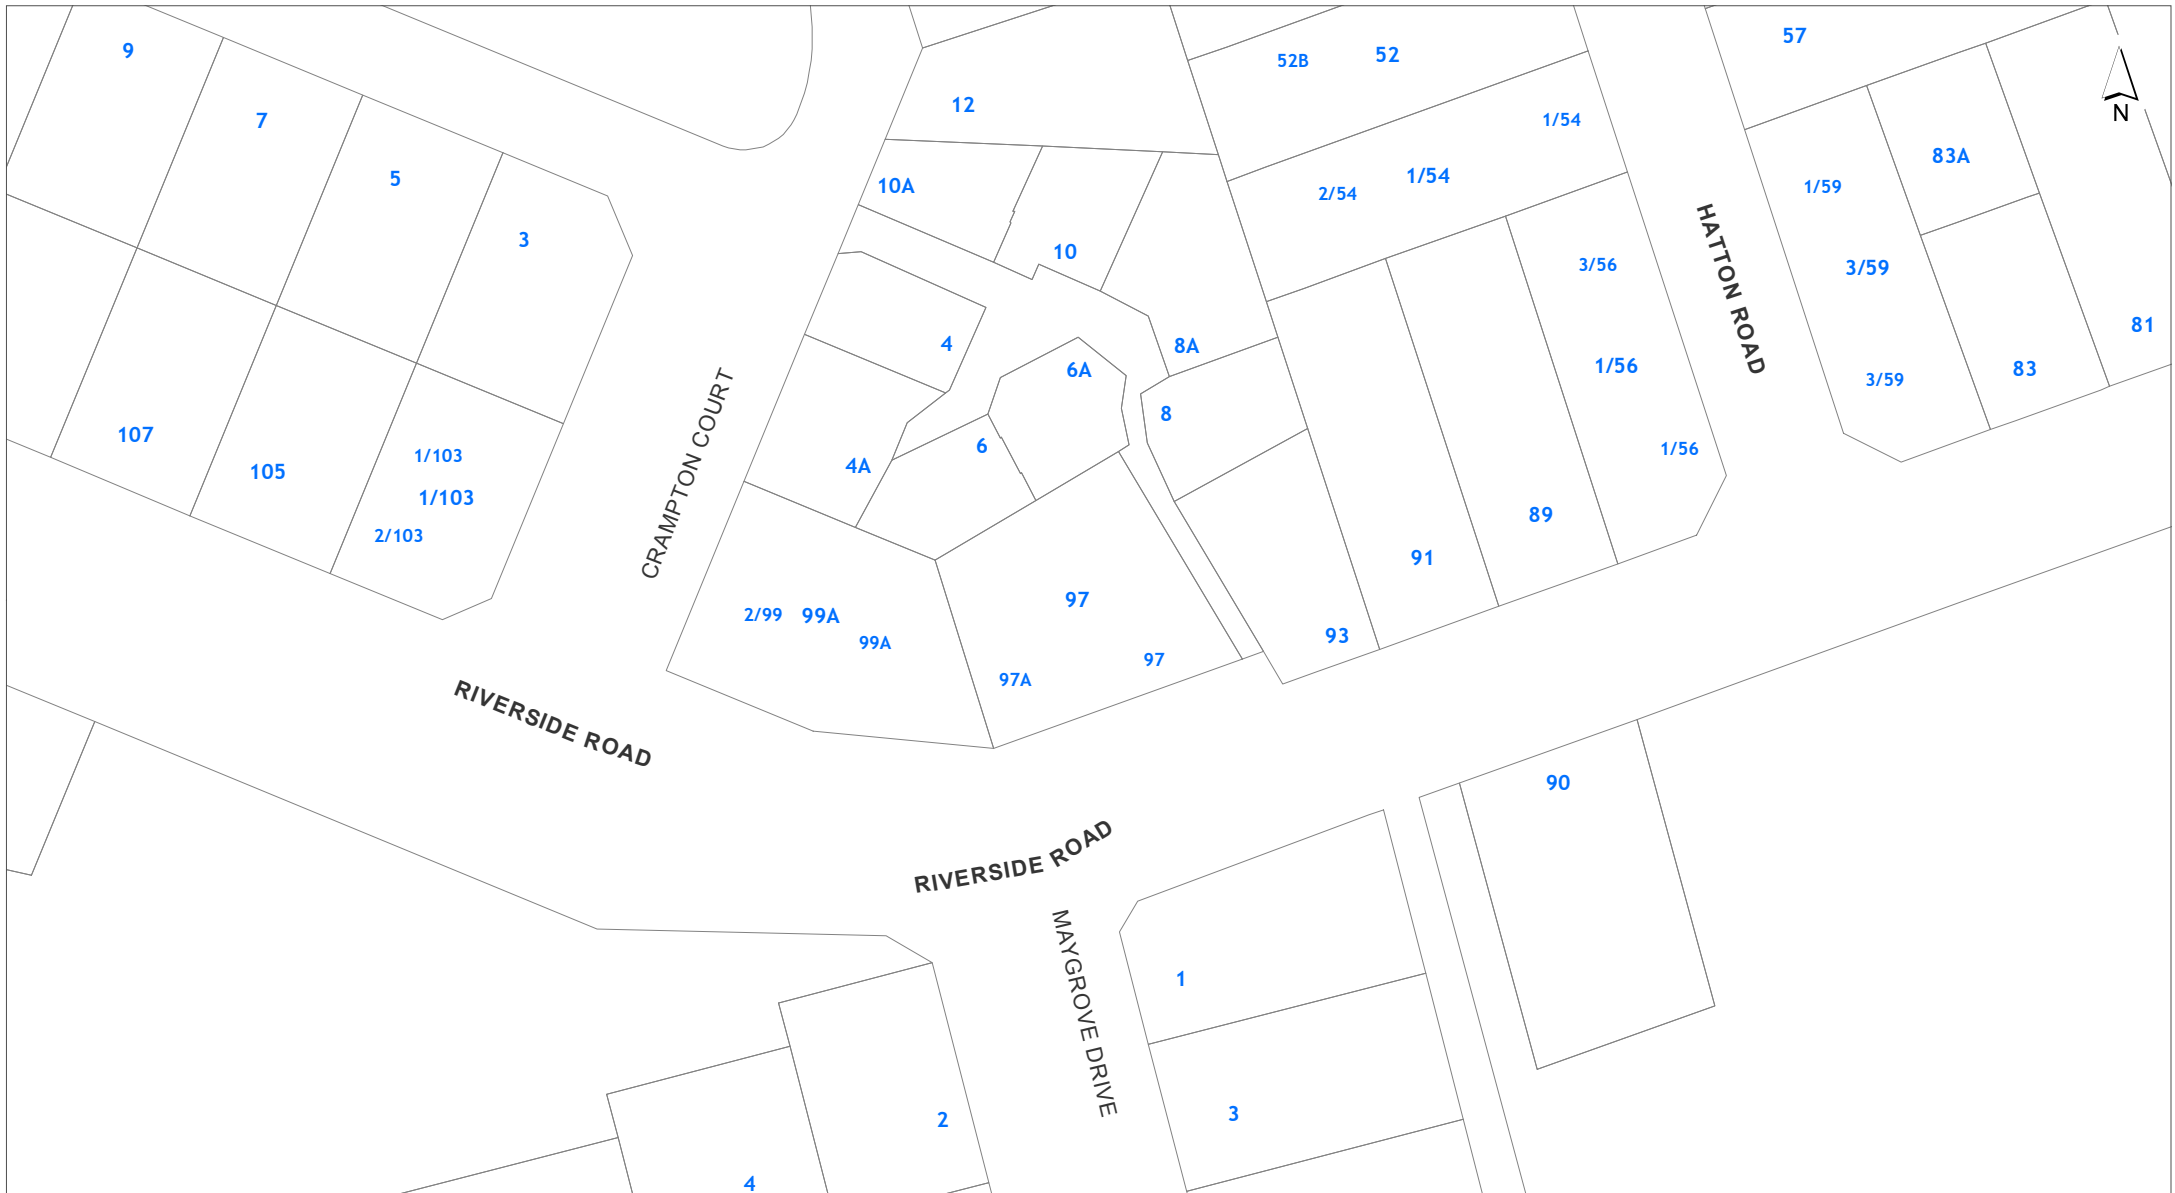 9
57
52B
52
12
N
7
1/54
83A
5
10A
2/54
1/54
1/59
3
10
3/56
3/59
HATTON ROAD
4
8A
81
6A
1/56
83
3/59
CRAMPTON COURT
8
107
6
1/103
1/56
4A
105
1/103
89
2/103
91
97
2/99
99A
99A
93
97
97A
RIVERSIDE ROAD
90
RIVERSIDE ROAD
MAYGROVE DRIVE
1
3
2
4